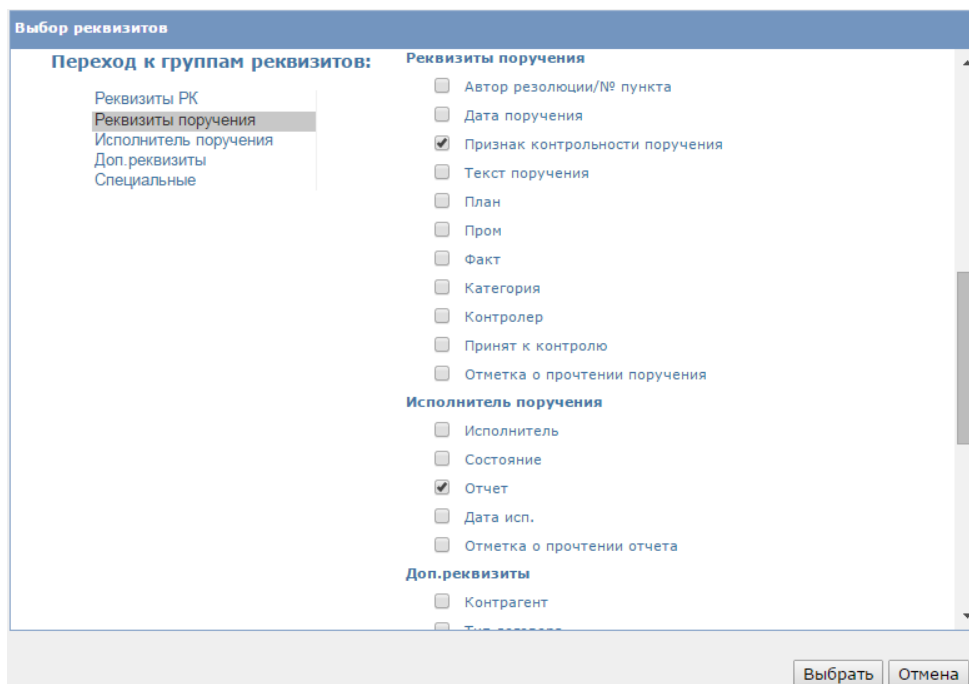 Выбор реквизитов
Переход к группам реквизитов:
Реквизиты РК
Реквизиты поручения
Исполнитель поручения
Доп.реквизиты
Специальные
Реквизиты поручения
Автор резолюции/№ пункта
Дата поручения
Признак контрольности поручения
Текст поручения
План
Пром
Факт
Категория
Контролер
Принят к контролю
Отметка о прочтении поручения
Исполнитель поручения
Исполнитель
Состояние
Отчет
Дата исп.
Отметка о прочтении отчета
Доп.реквизиты
Контрагент
Выбрать
Отмена